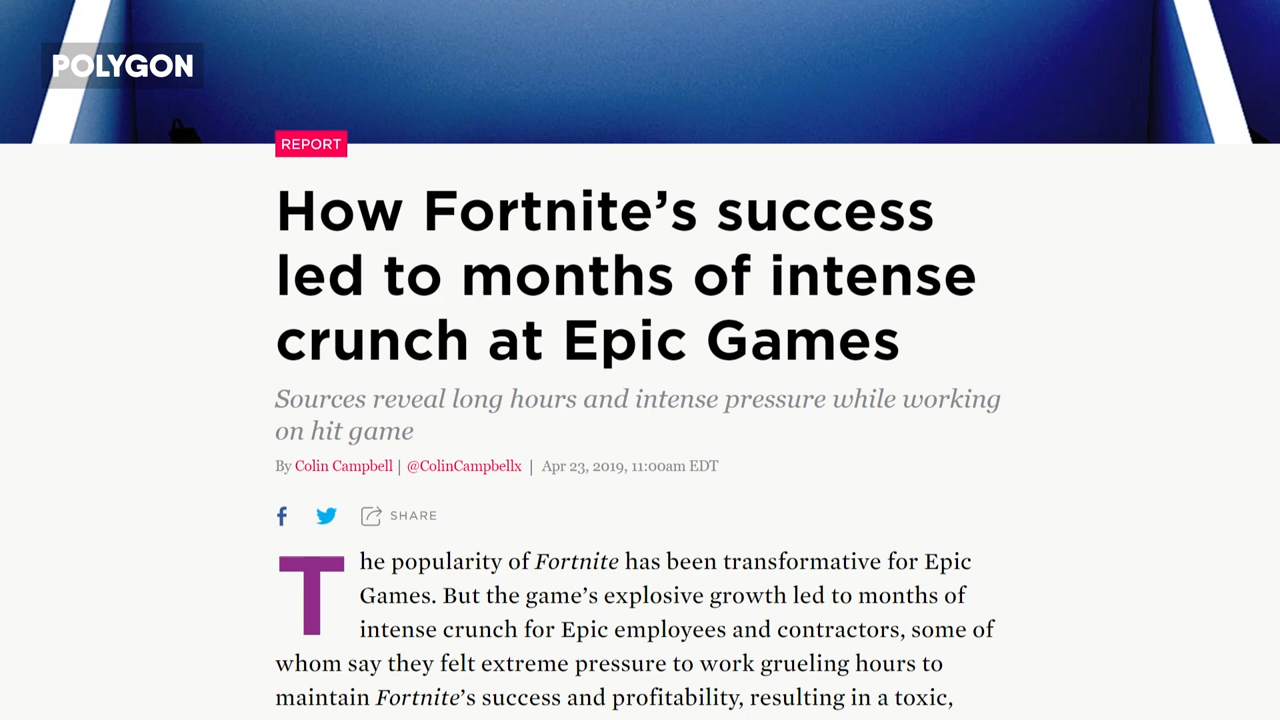 POLYGON
REPORT
How Fortnite’s success
led to months of intense
crunch at Epic Games
Sources reveal long hours and intense pressure while working
on hit game
By Colin Campbell | @ColinCampbellx | Apr 23, 2019, 11:00am EDT
SHARE
The popularity of Fortnite has been transformative for Epic
Games. But the game’s explosive growth led to months of
intense crunch for Epic employees and contractors, some of
whom say they felt extreme pressure to work grueling hours to
maintain Fortnite’s success and profitability, resulting in a toxic,